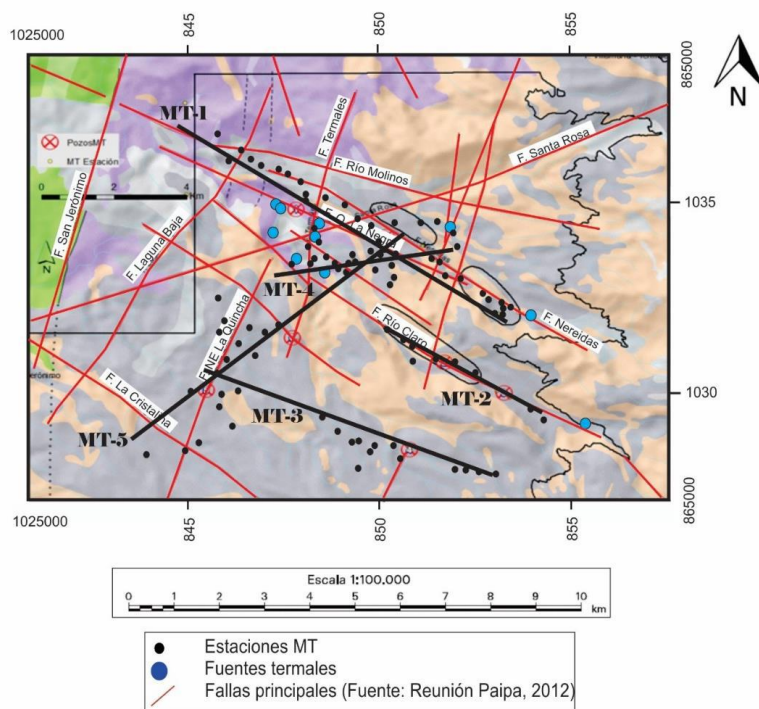 1025000
845
850
855
865000
N
MT-1
PozosMT
MT Estación
0 2 4
Km
F. San Jerónimo
F. Laguna Baja
F. Termales
F. Río Molinos
F. Santa Rosa
1035
F. Q. La Negra
MT-4
F. NE La Quincha
F. Río Claro
F. Nereidas
F. La Cristalina
MT-5
MT-3
MT-2
1030
1025000
845
850
855
865000
Escala 1:100.000
0 1 2 3 4 5 6 7 8 9 10
km
Estaciones MT
Fuentes termales
Fallas principales (Fuente: Reunión Paipa, 2012)